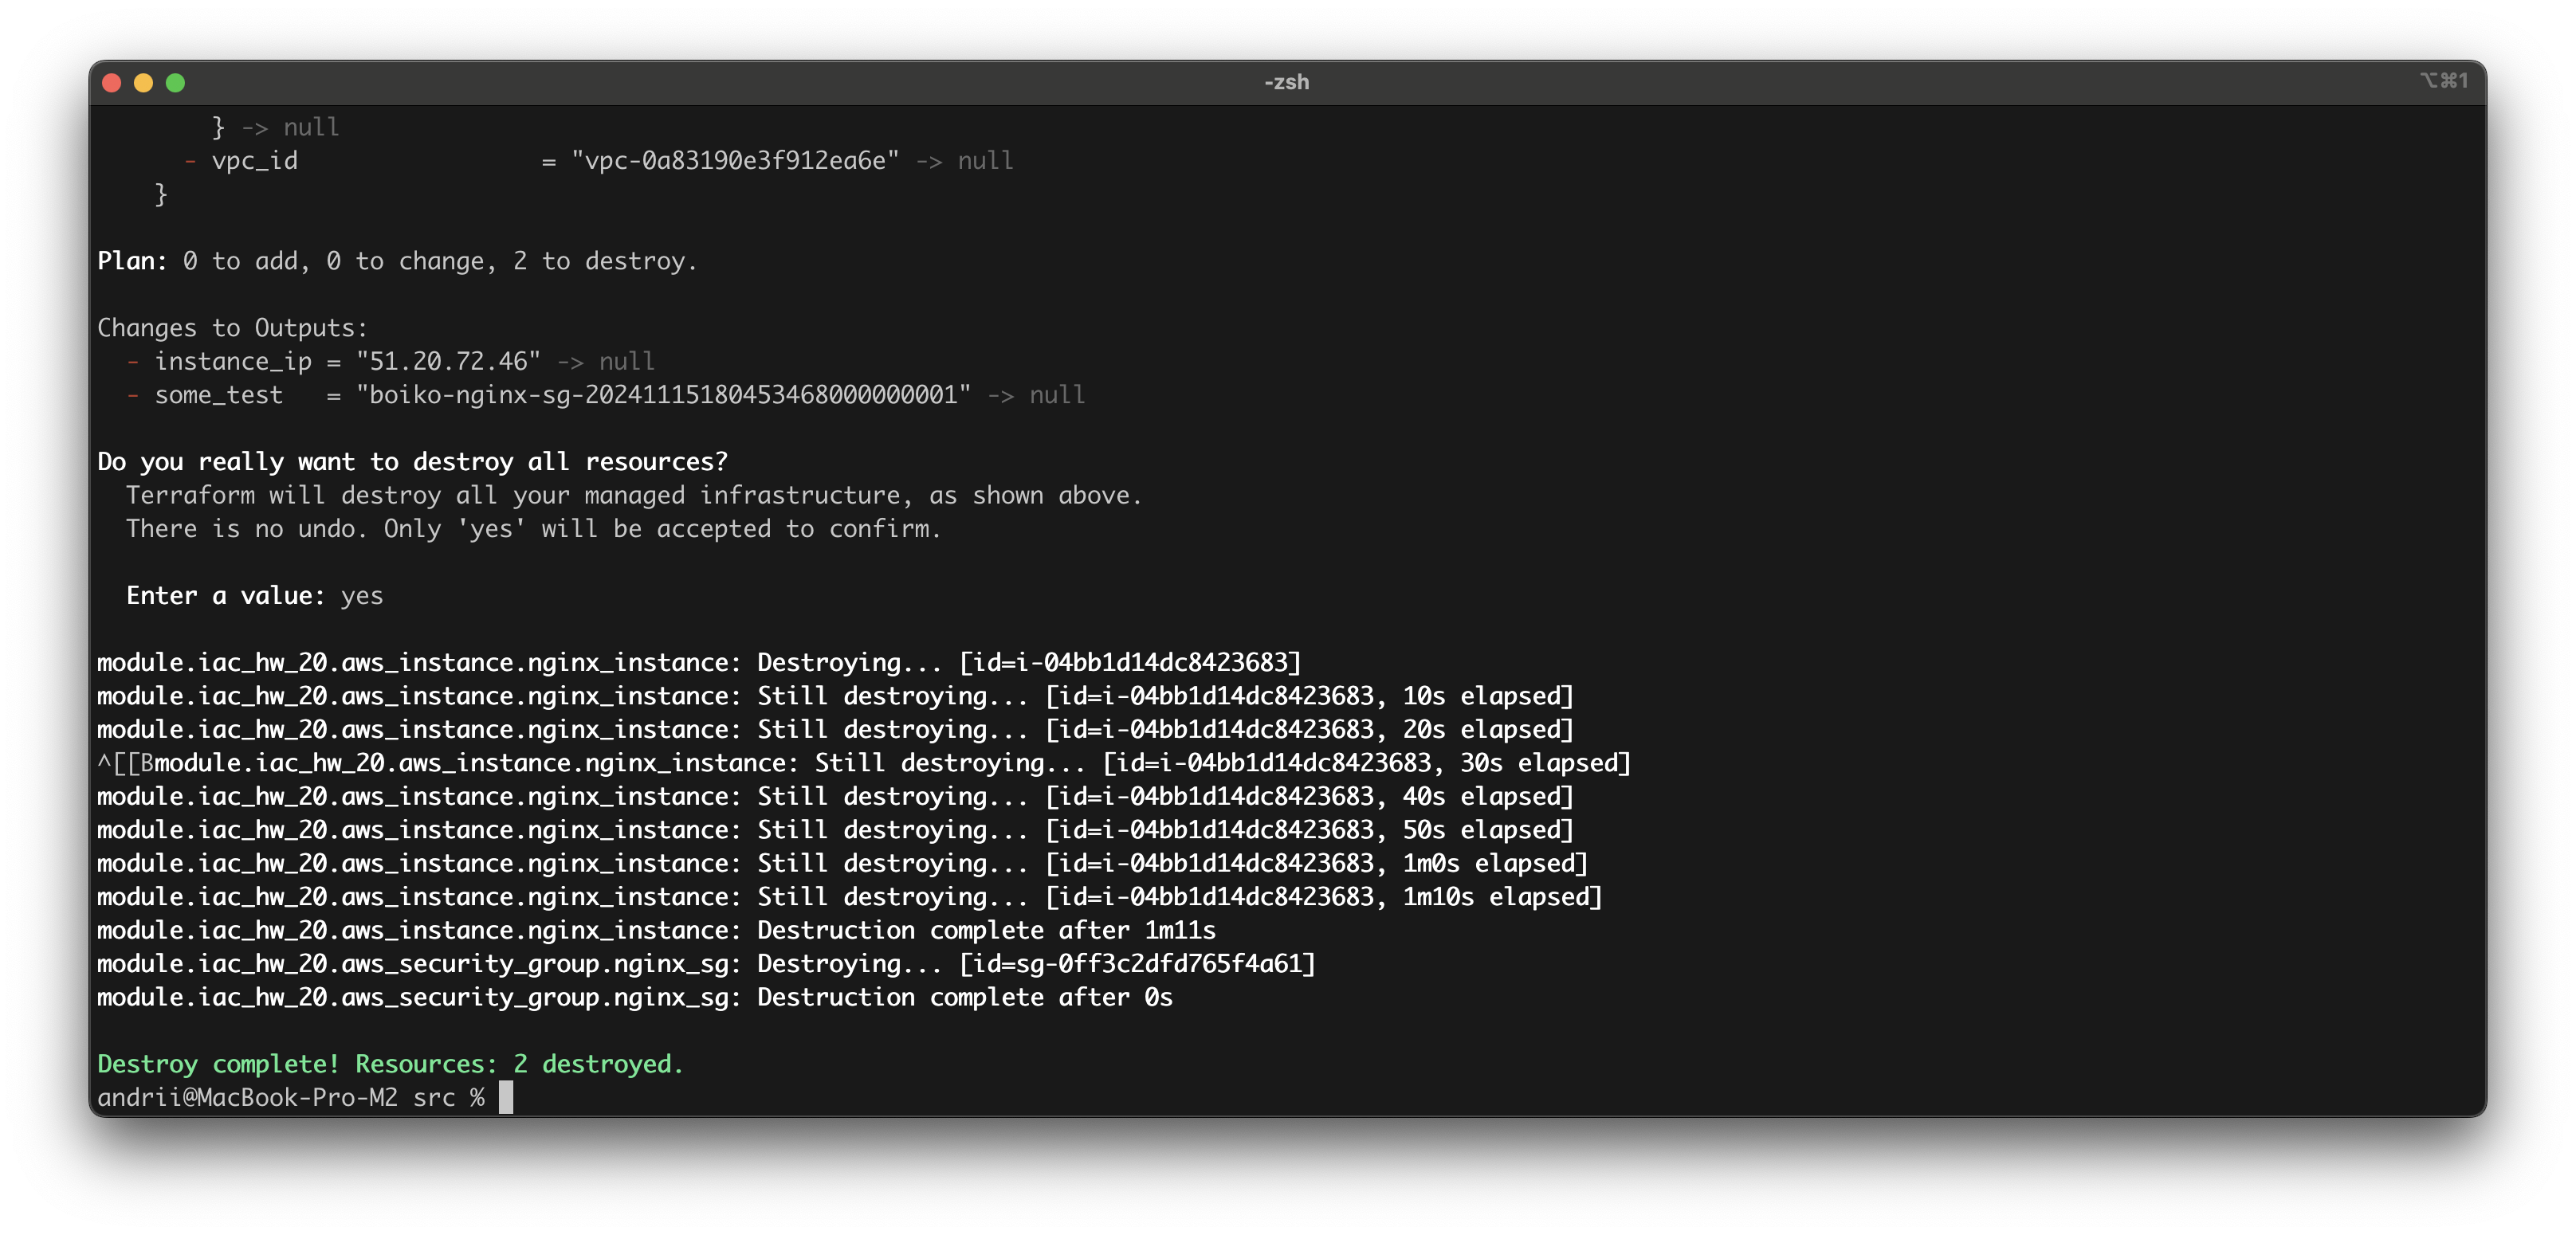 -zsh
⌥⌘1
} -> null
- vpc_id = "vpc-0a83190e3f912ea6e" -> null
}
Plan: 0 to add, 0 to change, 2 to destroy.
Changes to Outputs:
- instance_ip = "51.20.72.46" -> null
- some_test = "boiko-nginx-sg-20241115180453468000000001" -> null
Do you really want to destroy all resources?
Terraform will destroy all your managed infrastructure, as shown above.
There is no undo. Only 'yes' will be accepted to confirm.
Enter a value: yes
module.iac_hw_20.aws_instance.nginx_instance: Destroying... [id=i-04bb1d14dc8423683]
module.iac_hw_20.aws_instance.nginx_instance: Still destroying... [id=i-04bb1d14dc8423683, 10s elapsed]
module.iac_hw_20.aws_instance.nginx_instance: Still destroying... [id=i-04bb1d14dc8423683, 20s elapsed]
^[[Bmodule.iac_hw_20.aws_instance.nginx_instance: Still destroying... [id=i-04bb1d14dc8423683, 30s elapsed]
module.iac_hw_20.aws_instance.nginx_instance: Still destroying... [id=i-04bb1d14dc8423683, 40s elapsed]
module.iac_hw_20.aws_instance.nginx_instance: Still destroying... [id=i-04bb1d14dc8423683, 50s elapsed]
module.iac_hw_20.aws_instance.nginx_instance: Still destroying... [id=i-04bb1d14dc8423683, 1m0s elapsed]
module.iac_hw_20.aws_instance.nginx_instance: Still destroying... [id=i-04bb1d14dc8423683, 1m10s elapsed]
module.iac_hw_20.aws_instance.nginx_instance: Destruction complete after 1m11s
module.iac_hw_20.aws_security_group.nginx_sg: Destroying... [id=sg-0ff3c2dfd765f4a61]
module.iac_hw_20.aws_security_group.nginx_sg: Destruction complete after 0s
Destroy complete! Resources: 2 destroyed.
andrii@MacBook-Pro-M2 src %